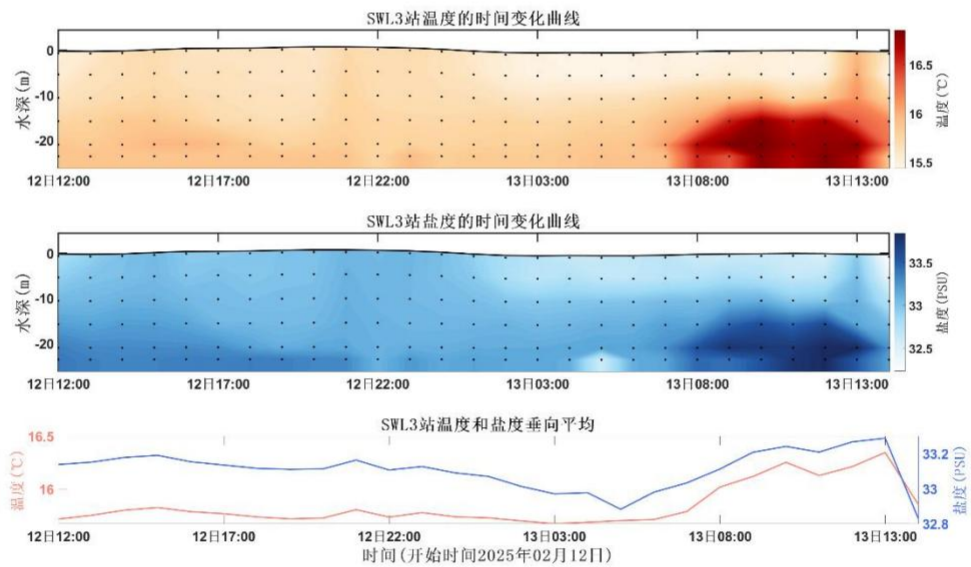 SWL3站温度的时间变化曲线
0
-10
-20
水深(m)
12日12:00 12日17:00 12日22:00 13日03:00 13日08:00 13日13:00
16.5
16
15.5
温度(℃)
SWL3站盐度的时间变化曲线
0
-10
-20
水深(m)
12日12:00 12日17:00 12日22:00 13日03:00 13日08:00 13日13:00
33.5
33
32.5
盐度(PSU)
SWL3站温度和盐度垂向平均
16.5
16
温度(℃)
33.2
33
32.8
盐度(PSU)
12日12:00 12日17:00 12日22:00 13日03:00 13日08:00 13日13:00
时间(开始时间2025年02月12日)